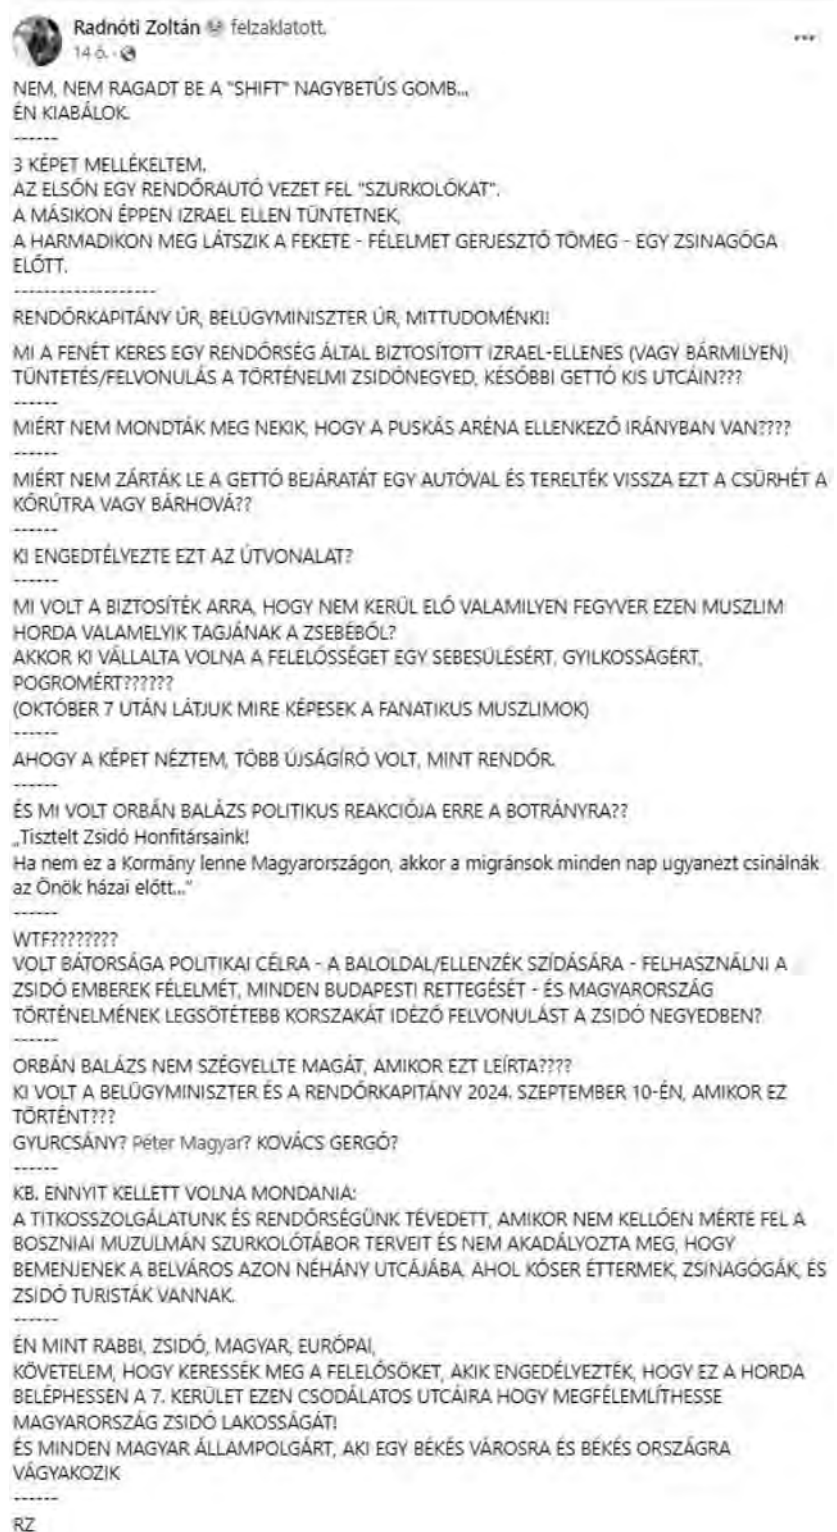 Radnóti Zoltán felzaklatott.
14 ó.
NEM, NEM RAGADT BE A "SHIFT" NAGYBETŰS GOMB...
ÉN KIABÁLOK.
------
3 KÉPET MELLÉKELTEM.
AZ ELSŐN EGY RENDŐRAUTÓ VEZET FEL "SZURKOLÓKAT".
A MÁSIKON ÉPPEN IZRAEL ELLEN TÜNTETNEK,
A HARMADIKON MEG LÁTSZIK A FEKETE - FÉLELMET GERJESZTŐ TÖMEG - EGY ZSINAGÓGA
ELŐTT.
-------------------
RENDŐRKAPITÁNY ÚR, BELÜGYMINISZTER ÚR, MITTUDOMÉNKI!
MI A FENÉT KERES EGY RENDŐRSÉG ÁLTAL BIZTOSÍTOTT IZRAEL-ELLENES (VAGY BÁRMILYEN)
TÜNTETÉS/FELVONULÁS A TÖRTÉNELMI ZSIDÓNEGYED, KÉSŐBBI GETTÓ KIS UTCÁIN???
------
MIÉRT NEM MONDTÁK MEG NEKIK, HOGY A PUSKÁS ARÉNA ELLENKEZŐ IRÁNYBAN VAN????
------
MIÉRT NEM ZÁRTÁK LE A GETTÓ BEJÁRATÁT EGY AUTÓVAL ÉS TERELTÉK VISSZA EZT A CSÜRHÉT A
KÖRÚTRA VAGY BÁRHOVÁ??
------
KI ENGEDTÉLYEZTE EZT AZ ÚTVONALAT?
------
MI VOLT A BIZTOSÍTÉK ARRA, HOGY NEM KERÜL ELŐ VALAMILYEN FEGYVER EZEN MUSZLIM
HORDA VALAMELYIK TAGJÁNAK A ZSEBÉBŐL?
AKKOR KI VÁLLALTA VOLNA A FELELŐSSÉGET EGY SEBESÜLÉSÉRT, GYILKOSSÁGÉRT,
POGROMÉRT??????
(OKTÓBER 7 UTÁN LÁTJUK MIRE KÉPESEK A FANATIKUS MUSZLIMOK)
------
AHOGY A KÉPET NÉZTEM, TÖBB ÚJSÁGÍRÓ VOLT, MINT RENDŐR.
------
ÉS MI VOLT ORBÁN BALÁZS POLITIKUS REAKCIÓJA ERRE A BOTRÁNYRA??
„Tisztelt Zsidó Honfitársaink!
Ha nem ez a Kormány lenne Magyarországon, akkor a migránsok minden nap ugyanezt csinálnák
az Önök házai előtt..."
------
WTF????????
VOLT BÁTORSÁGA POLITIKAI CÉLRA - A BALOLDAL/ELLENZÉK SZÍDÁSÁRA - FELHASZNÁLNI A
ZSIDÓ EMBEREK FÉLELMÉT, MINDEN BUDAPESTI RETTEGÉSÉT - ÉS MAGYARORSZÁG
TÖRTÉNELMÉNEK LEGSÖTÉTEBB KORSZAKÁT IDÉZŐ FELVONULÁST A ZSIDÓ NEGYEDBEN?
------
ORBÁN BALÁZS NEM SZÉGYELLTE MAGÁT, AMIKOR EZT LEÍRTA????
KI VOLT A BELÜGYMINISZTER ÉS A RENDŐRKAPITÁNY 2024. SZEPTEMBER 10-ÉN, AMIKOR EZ
TÖRTÉNT???
GYURCSÁNY? Péter Magyar? KOVÁCS GERGŐ?
------
KB. ENNYIT KELLETT VOLNA MONDANIA:
A TITKOSSZOLGÁLATUNK ÉS RENDŐRSÉGÜNK TÉVEDETT, AMIKOR NEM KELLŐEN MÉRTE FEL A
BOSZNIAI MUZULMÁN SZURKOLÓTÁBOR TERVEIT ÉS NEM AKADÁLYOZTA MEG, HOGY
BEMENJENEK A BELVÁROS AZON NÉHÁNY UTCÁJÁBA, AHOL KÓSER ÉTTERMEK, ZSINAGÓGÁK, ÉS
ZSIDÓ TURISTÁK VANNAK.
------
ÉN MINT RABBI, ZSIDÓ, MAGYAR, EURÓPAI,
KÖVETELEM, HOGY KERESSÉK MEG A FELELŐSÖKET, AKIK ENGEDÉLYEZTÉK, HOGY EZ A HORDA
BELÉPHESSEN A 7. KERÜLET EZEN CSODÁLATOS UTCÁIRA HOGY MEGFÉLEMLÍTHESSE
MAGYARORSZÁG ZSIDÓ LAKOSSÁGÁT!
ÉS MINDEN MAGYAR ÁLLAMPOLGÁRT, AKI EGY BÉKÉS VÁROSRA ÉS BÉKÉS ORSZÁGRA
VÁGYAKOZIK
------
RZ